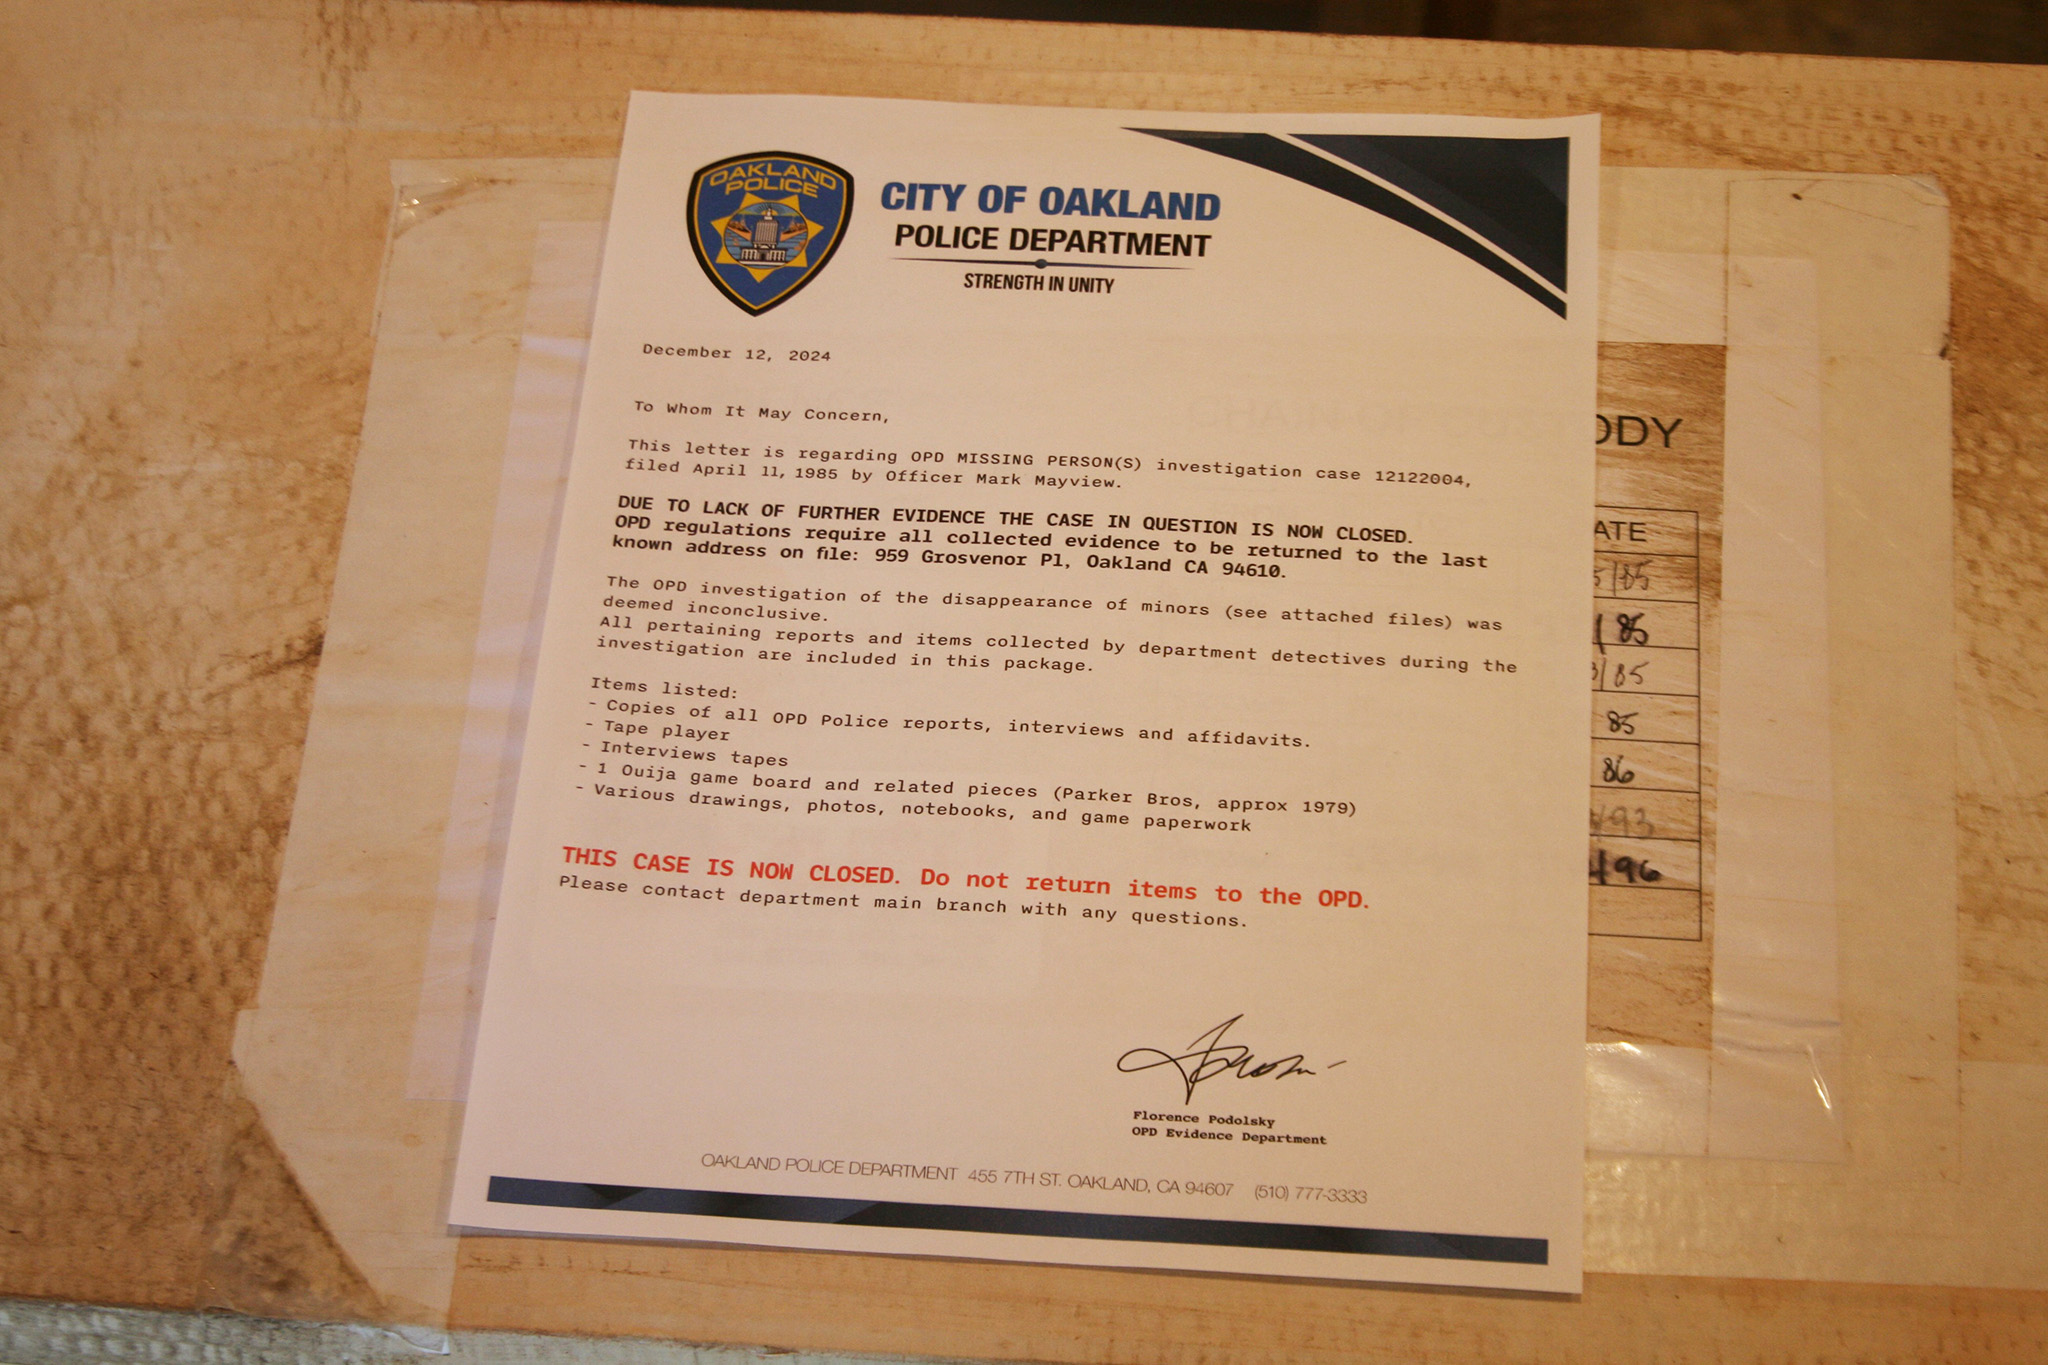 OAKLAND
POLICE
CITY OF OAKLAND
POLICE DEPARTMENT
STRENGTH IN UNITY
December 12, 2024
To Whom It May Concern,
This letter is regarding OPD MISSING PERSON(S) investigation case 12122004,
filed April 11, 1985 by Officer Mark Mayview.
DUE TO LACK OF FURTHER EVIDENCE THE CASE IN QUESTION IS NOW CLOSED.
OPD regulations require all collected evidence to be returned to the last
known address on file: 959 Grosvenor Pl, Oakland CA 94610.
The OPD investigation of the disappearance of minors (see attached files) was
deemed inconclusive.
All pertaining reports and items collected by department detectives during the
investigation are included in this package.
Items listed:
- Copies of all OPD Police reports, interviews and affidavits.
- Tape player
- Interviews tapes
- 1 Ouija game board and related pieces (Parker Bros, approx 1979)
- Various drawings, photos, notebooks, and game paperwork
THIS CASE IS NOW CLOSED. Do not return items to the OPD.
Please contact department main branch with any questions.
Florence Podolsky
OPD Evidence Department
OAKLAND POLICE DEPARTMENT 455 7TH ST. OAKLAND, CA 94607 (510) 777-3333
ODY
ATE
5/85
/85
3/85
85
86
/93
/96